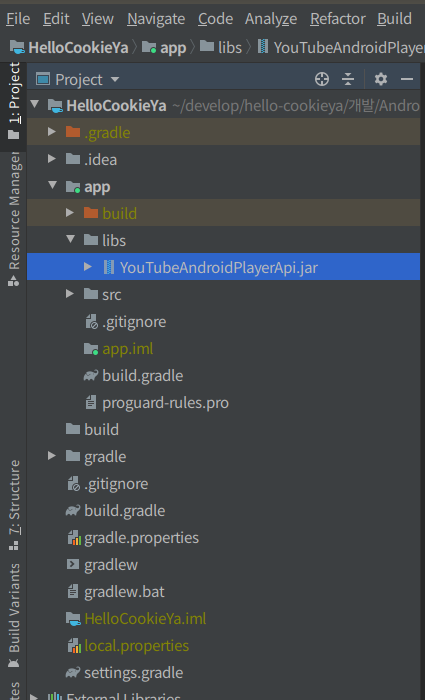 File Edit View Navigate Code Analyze Refactor Build
HelloCookieYa app libs YouTubeAndroidPlayer
1: Project
Resource Manager
7: Structure
Build Variants
Project
HelloCookieYa ~/develop/hello-cookieya/개발/Andro
.gradle
.idea
app
build
libs
YouTubeAndroidPlayerApi.jar
src
.gitignore
app.iml
build.gradle
proguard-rules.pro
build
gradle
.gitignore
build.gradle
gradle.properties
gradlew
gradlew.bat
HelloCookieYa.iml
local.properties
settings.gradle
External Libraries